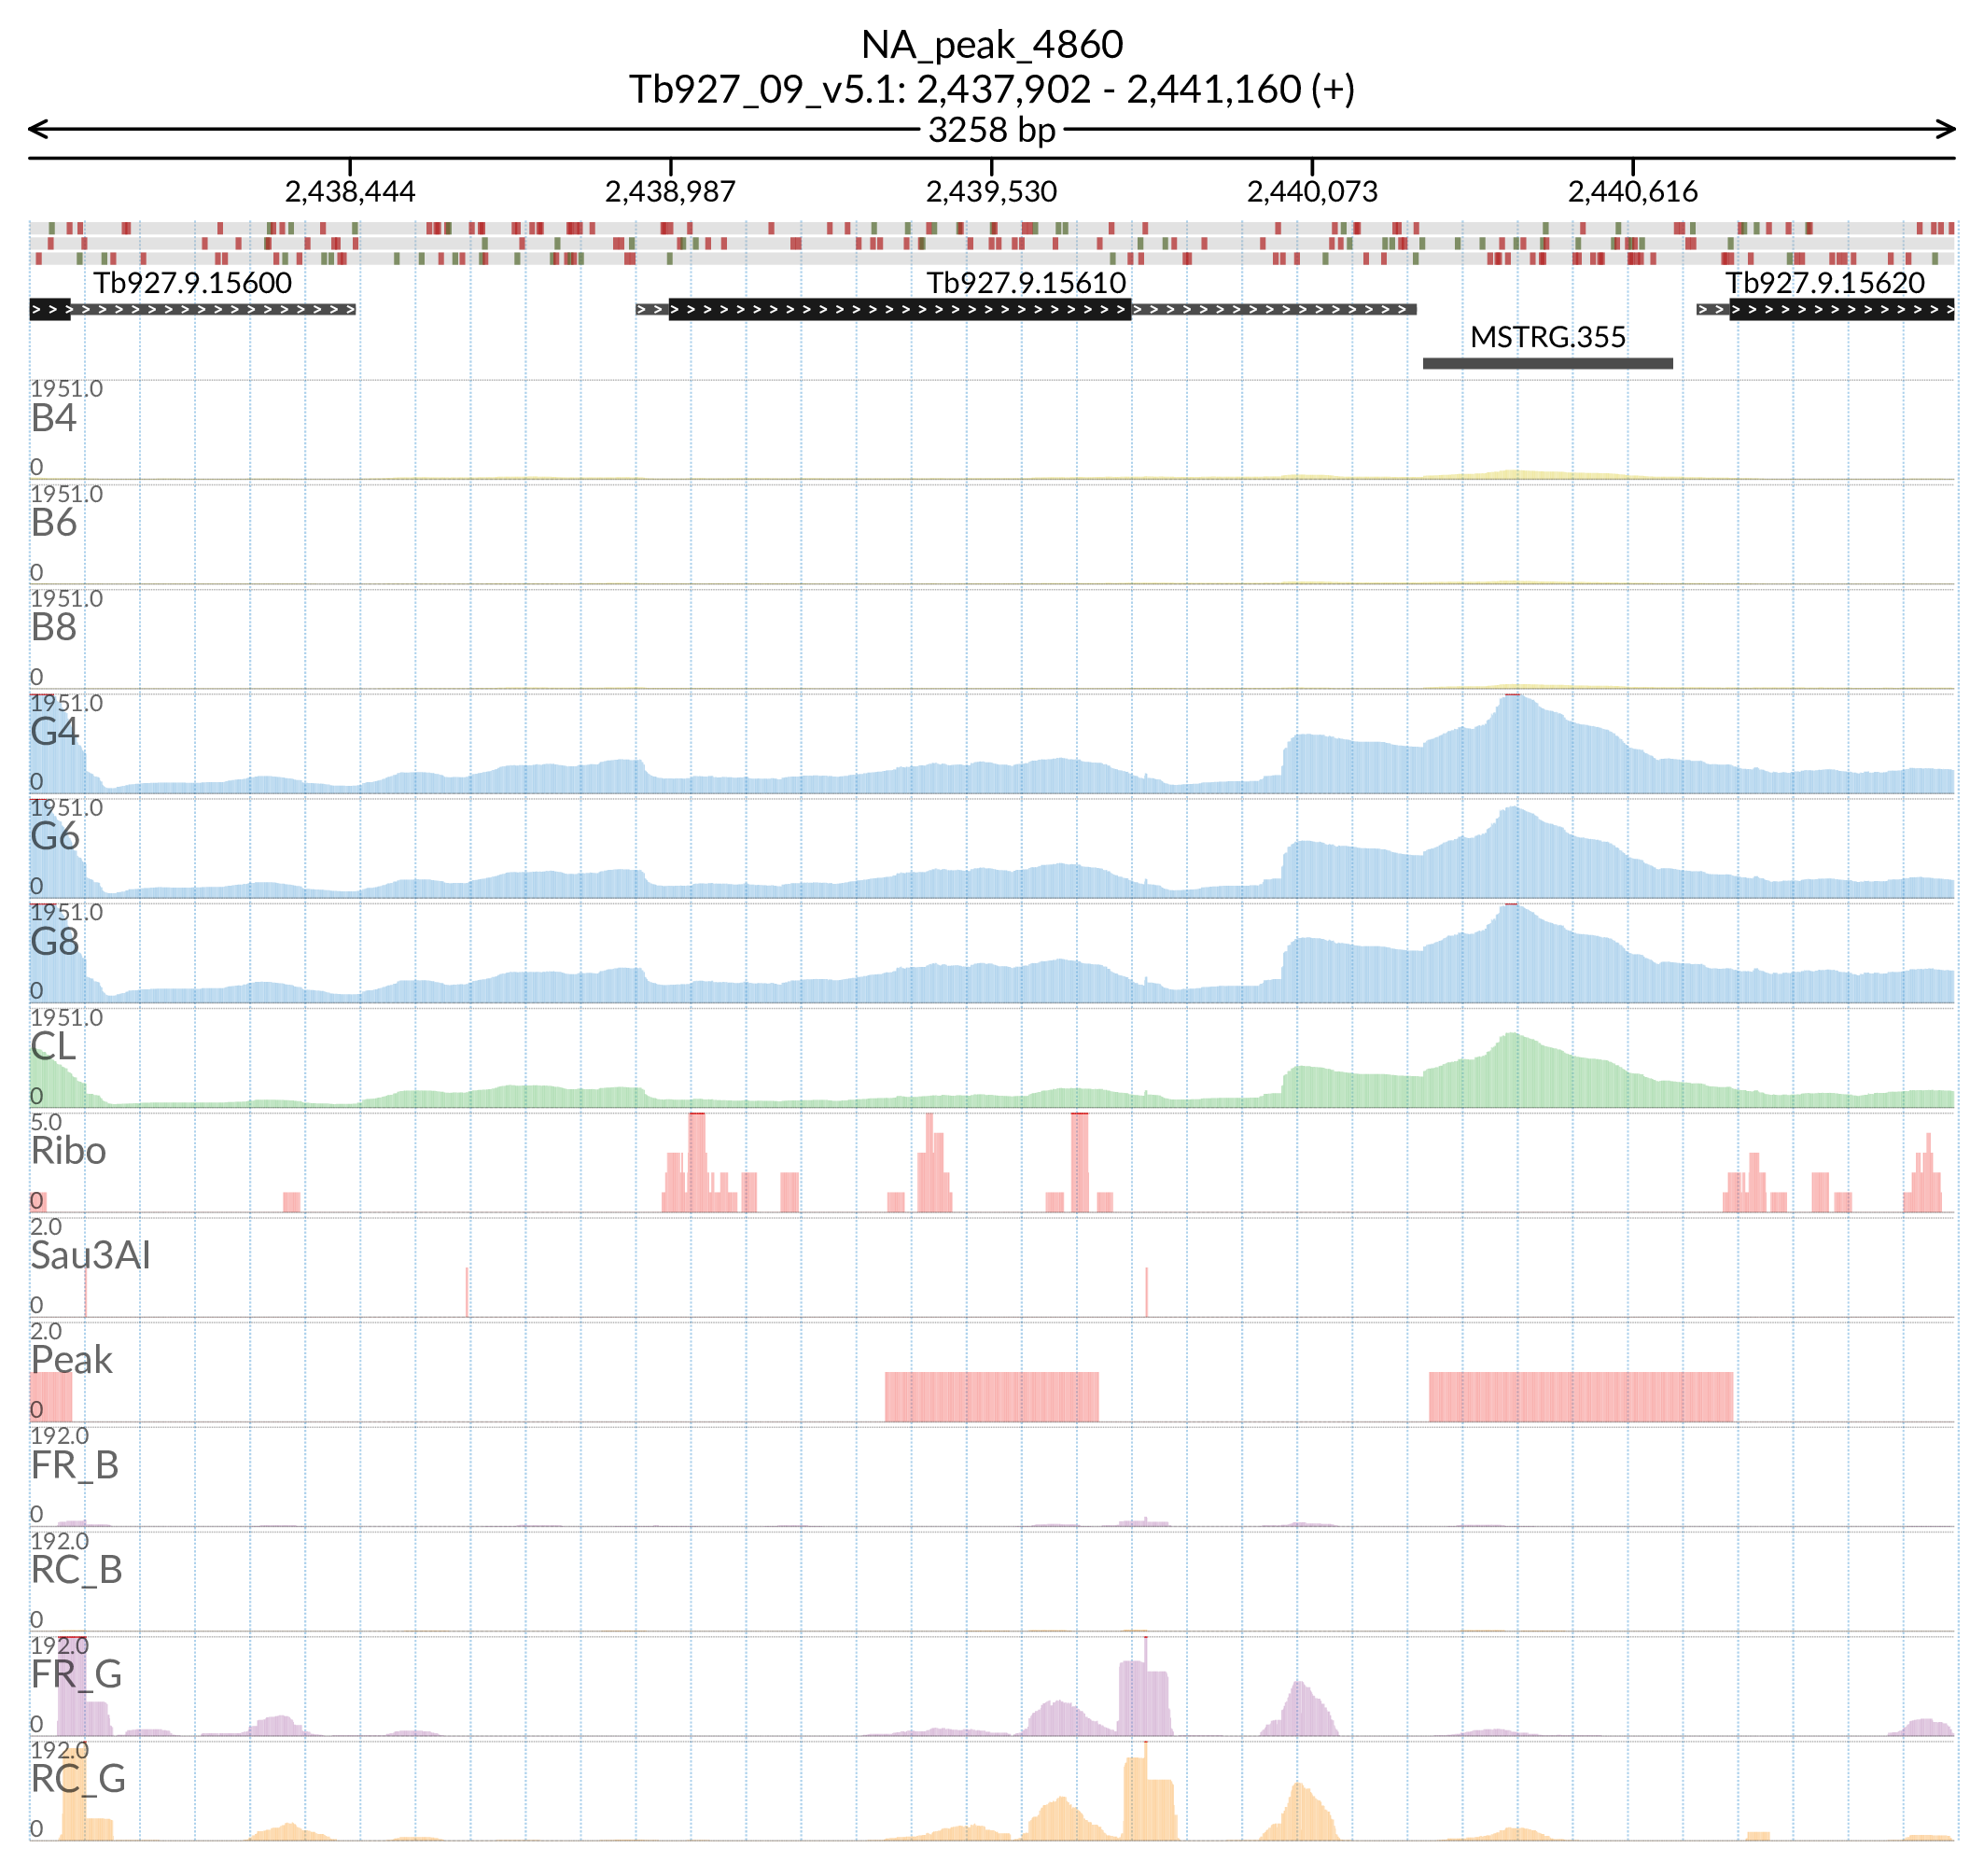 NA_peak_4860
Tb927_09_v5.1: 2,437,902 - 2,441,160 (+)
3258 bp
2,438,444 2,438,987 2,439,530 2,440,073 2,440,616
Tb927.9.15600 Tb927.9.15610 Tb927.9.15620
MSTRG.355
1951.0
B4
0
1951.0
B6
0
1951.0
B8
0
1951.0
G4
0
1951.0
G6
0
1951.0
G8
0
1951.0
CL
0
5.0
Ribo
0
2.0
Sau3AI
0
2.0
Peak
0
192.0
FR_B
0
192.0
RC_B
0
192.0
FR_G
0
192.0
RC_G
0